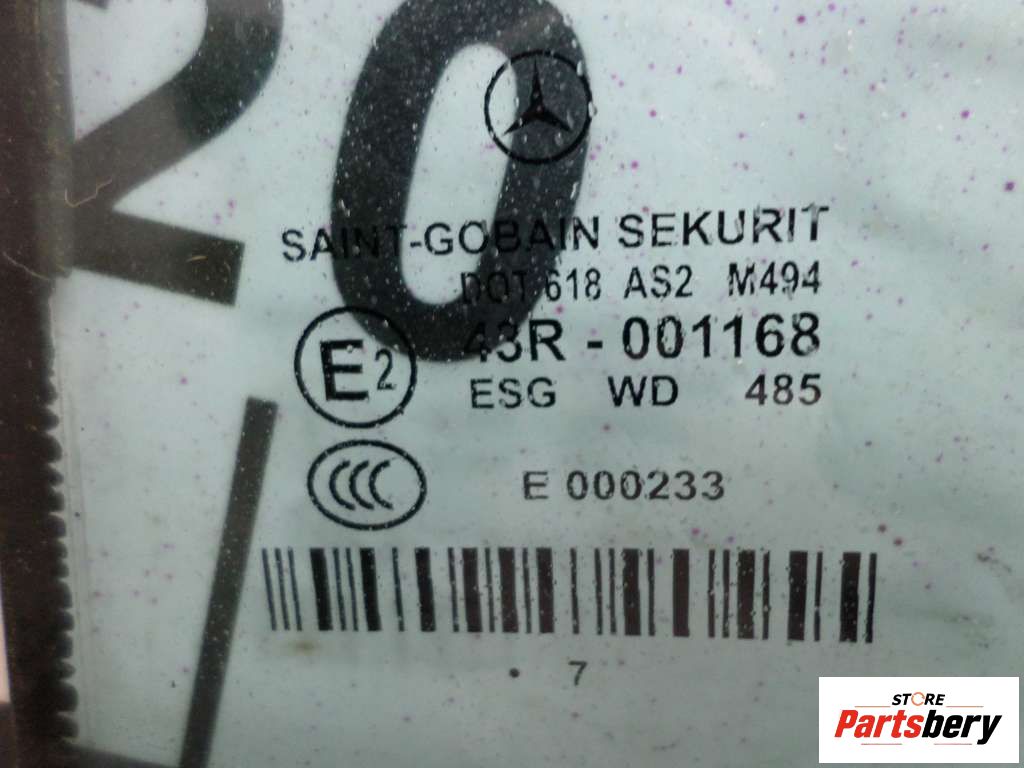 20
SAINT-GOBAIN SEKURIT
DOT 618 AS2 M494
43R - 001168
E2
ESG WD 485
CCC
E 000233
. 7
STORE
Partsbery